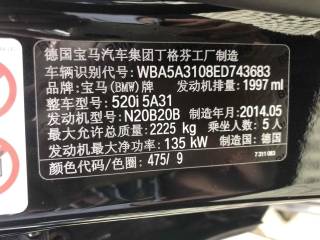 德国宝马汽车集团丁格芬工厂制造
车辆识别代号: WBA5A3108ED743683
品牌: 宝马(BMW)牌 发动机排量: 1997 ml
整车型号: 520i 5A31
发动机型号: N20B20B 制造年月: 2014.05
最大允许总质量: 2225 kg 乘坐人数: 5 人
发动机最大净功率: 135 kW 制造国: 德国
颜色代码/色圈: 475/ 9
7 311 083